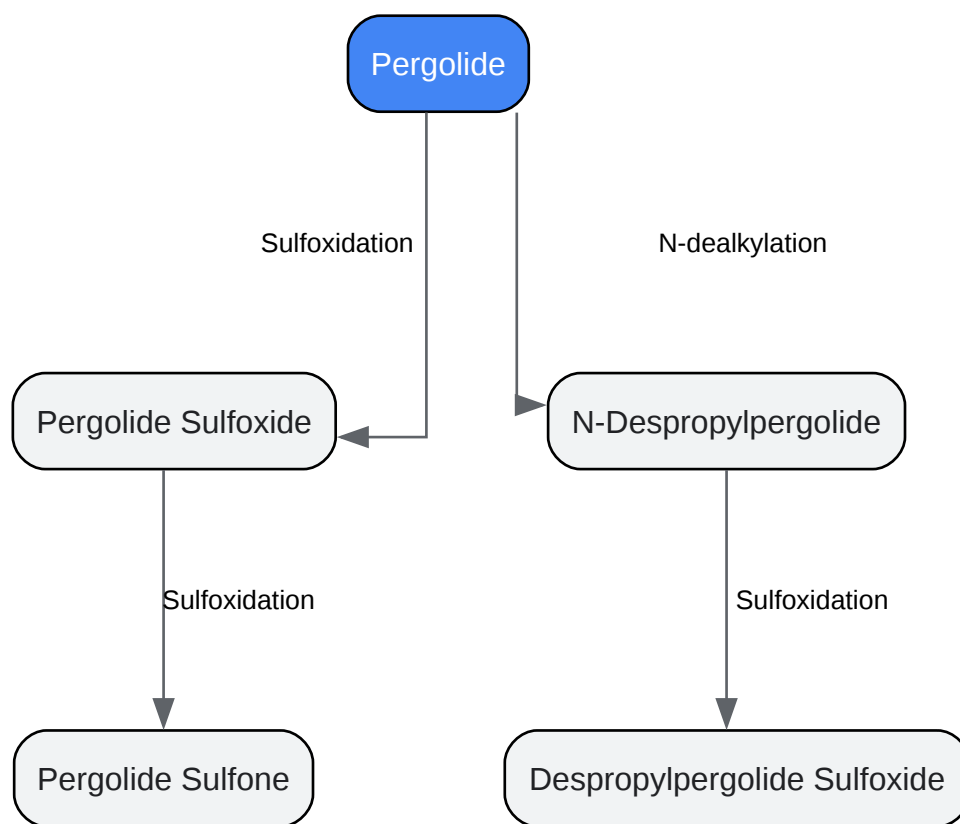 Pergolide
Sulfoxidation
N-dealkylation
Pergolide Sulfoxide
N-Despropylpergolide
Sulfoxidation
Sulfoxidation
Pergolide Sulfone
Despropylpergolide Sulfoxide